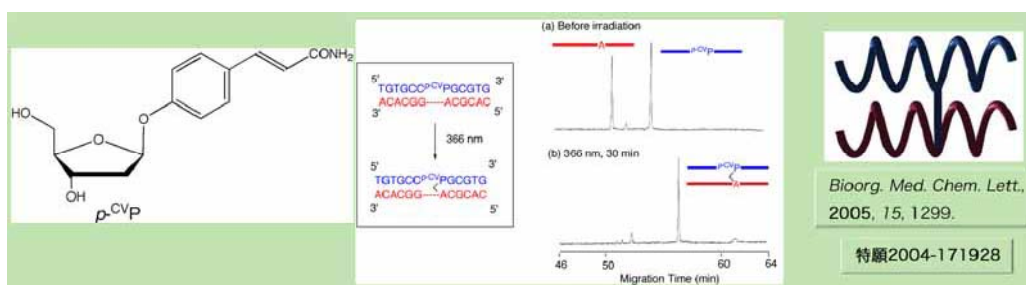 CONH₂
O
HO
O
O
OH
p-ᶜⱽP
5' 3'
TGTGCCᵖ⁻ᶜⱽPGCGTG
ACACGG----ACGCAC
3' 5'
366 nm
5' 3'
TGTGCCᵖ⁻ᶜⱽPGCGTG
ACACGG----ACGCAC
3' 5'
(a) Before irradiation
A
ᵖ⁻ᶜⱽP
(b) 366 nm, 30 min
ᵖ⁻ᶜⱽP
A
46 50 60 64
Migration Time (min)
Bioorg. Med. Chem. Lett.,
2005, 15, 1299.
特願2004-171928